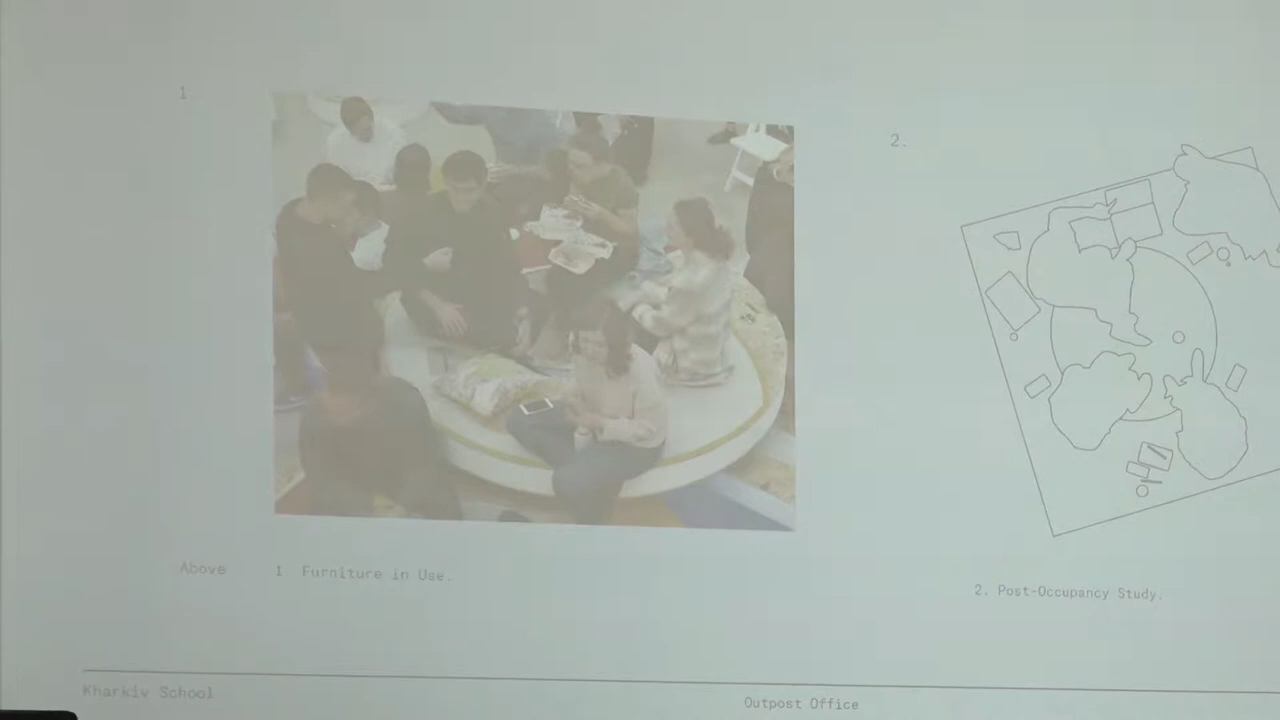 1
2.
Above 1 Furniture in Use.
2. Post-Occupancy Study.
Kharkiv School
Outpost Office